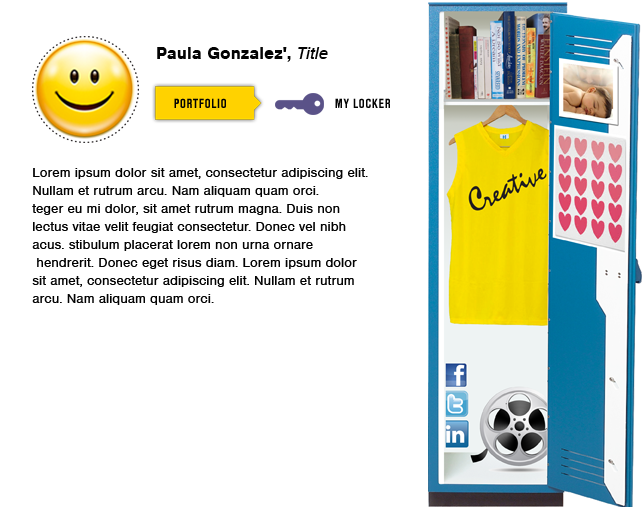 Paula Gonzalez', Title
PORTFOLIO
MY LOCKER
Lorem ipsum dolor sit amet, consectetur adipiscing elit.
Nullam et rutrum arcu. Nam aliquam quam orci.
teger eu mi dolor, sit amet rutrum magna. Duis non
lectus vitae velit feugiat consectetur. Donec vel nibh
acus. stibulum placerat lorem non urna ornare
hendrerit. Donec eget risus diam. Lorem ipsum dolor
sit amet, consectetur adipiscing elit. Nullam et rutrum
arcu. Nam aliquam quam orci.
Creative
f
t
in